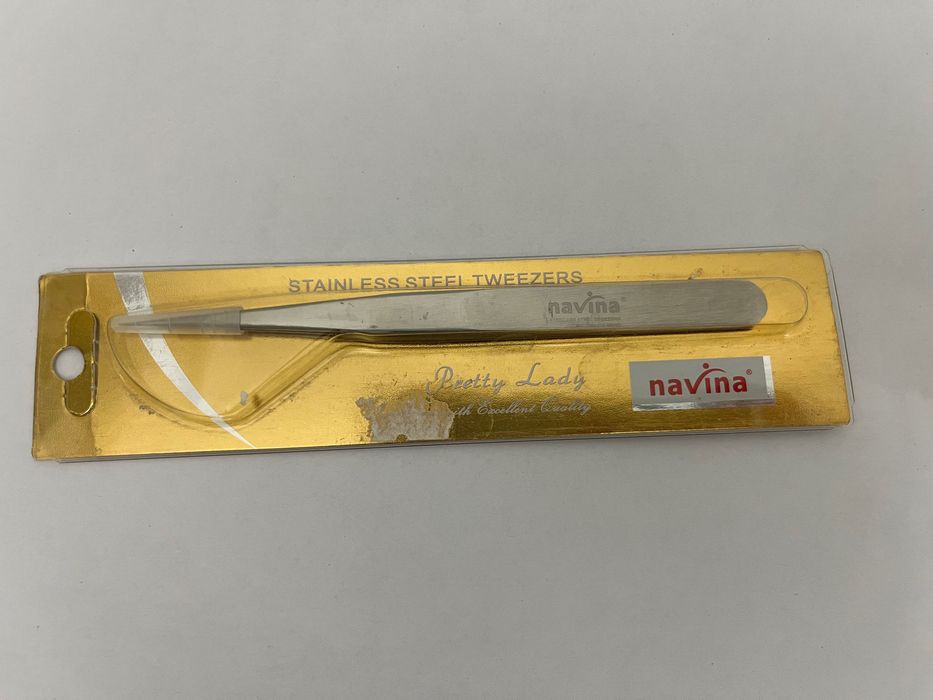 STAINLESS STEEL TWEEZERS
navina®
Pretty Lady
with Excellent Quality
navina®